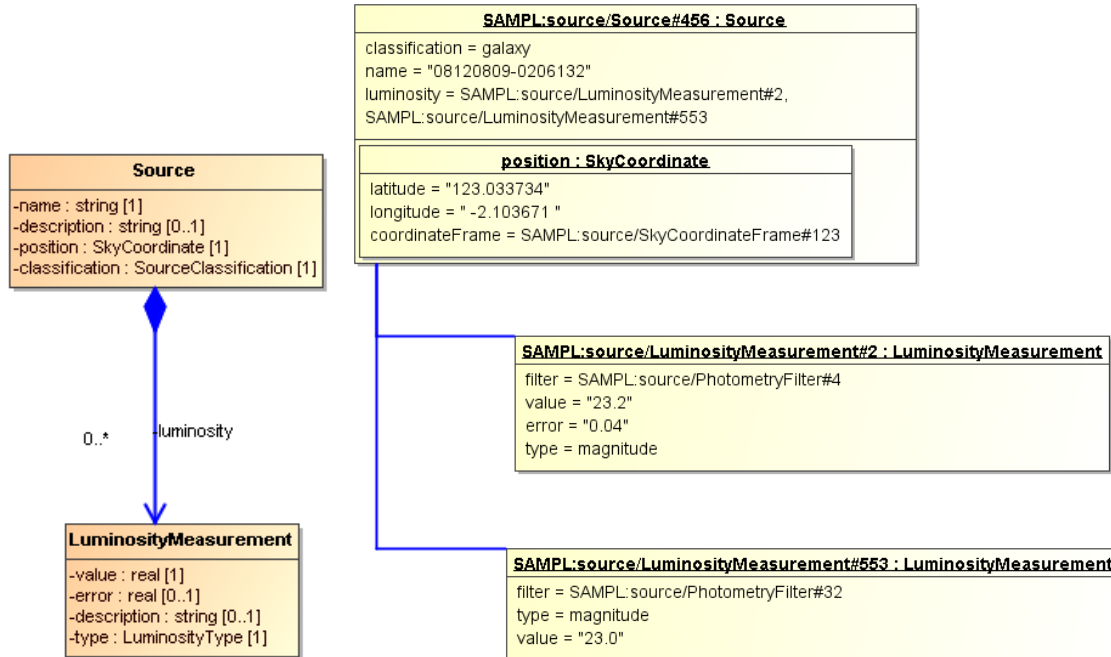 SAMPL:source/Source#456 : Source
classification = galaxy
name = "08120809-0206132"
luminosity = SAMPL:source/LuminosityMeasurement#2,
SAMPL:source/LuminosityMeasurement#553
position : SkyCoordinate
latitude = "123.033734"
longitude = " -2.103671 "
coordinateFrame = SAMPL:source/SkyCoordinateFrame#123
Source
-name : string [1]
-description : string [0..1]
-position : SkyCoordinate [1]
-classification : SourceClassification [1]
0..*
-luminosity
LuminosityMeasurement
-value : real [1]
-error : real [0..1]
-description : string [0..1]
-type : LuminosityType [1]
SAMPL:source/LuminosityMeasurement#2 : LuminosityMeasurement
filter = SAMPL:source/PhotometryFilter#4
value = "23.2"
error = "0.04"
type = magnitude
SAMPL:source/LuminosityMeasurement#553 : LuminosityMeasurement
filter = SAMPL:source/PhotometryFilter#32
type = magnitude
value = "23.0"